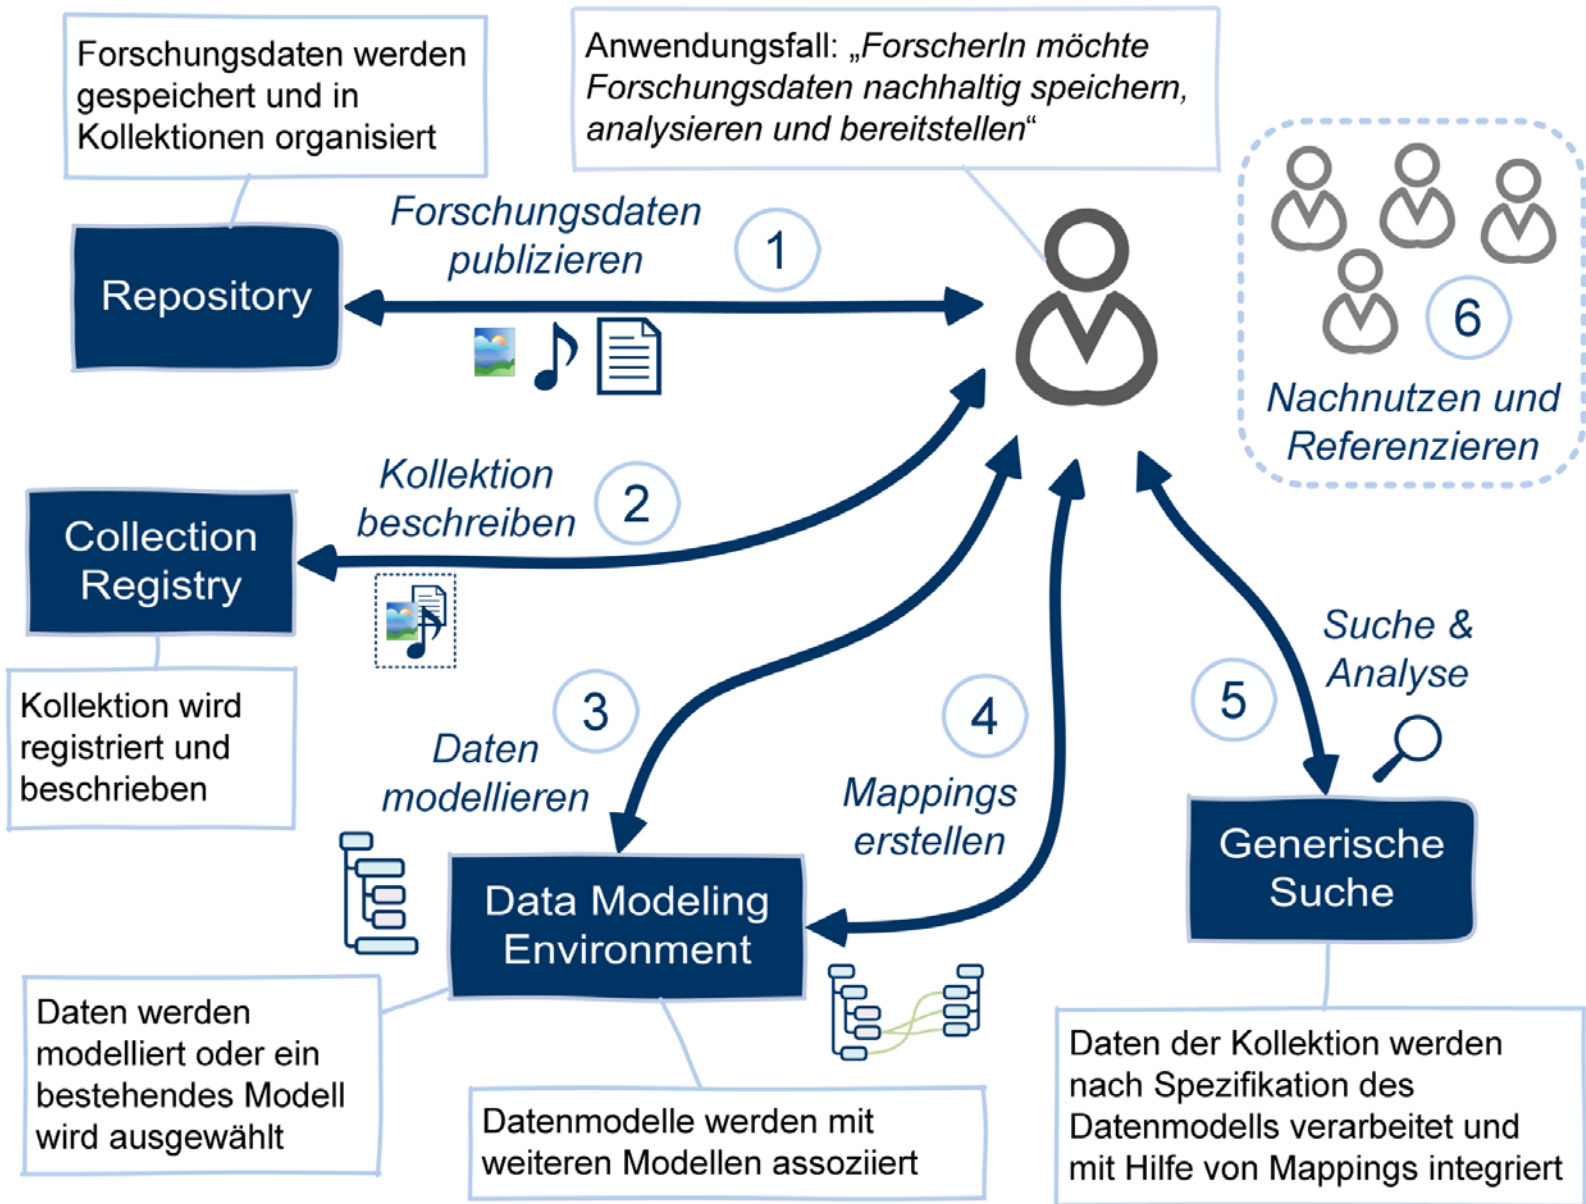 Forschungsdaten werden
gespeichert und in
Kollektionen organisiert
Anwendungsfall: „ForscherIn möchte
Forschungsdaten nachhaltig speichern,
analysieren und bereitstellen“
Repository
Forschungsdaten
publizieren
1
6
Nachnutzen und
Referenzieren
Collection
Registry
Kollektion
beschreiben
2
Kollektion wird
registriert und
beschrieben
3
Daten
modellieren
4
Mappings
erstellen
5
Suche &
Analyse
Data Modeling
Environment
Generische
Suche
Daten werden
modelliert oder ein
bestehendes Modell
wird ausgewählt
Datenmodelle werden mit
weiteren Modellen assoziiert
Daten der Kollektion werden
nach Spezifikation des
Datenmodells verarbeitet und
mit Hilfe von Mappings integriert